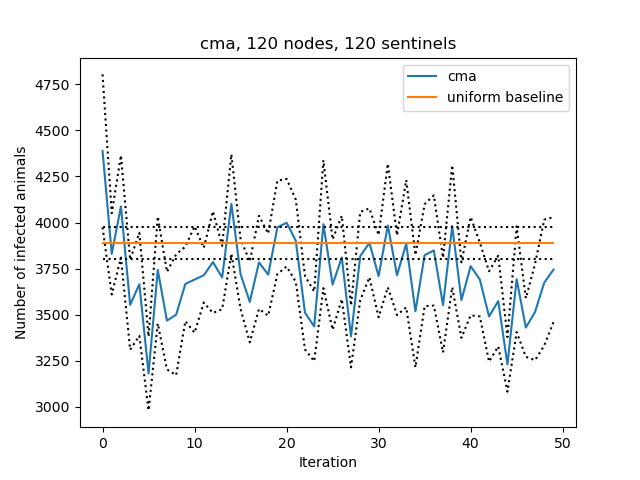 cma, 120 nodes, 120 sentinels
cma
uniform baseline
Number of infected animals
4750
4500
4250
4000
3750
3500
3250
3000
0 10 20 30 40 50
Iteration